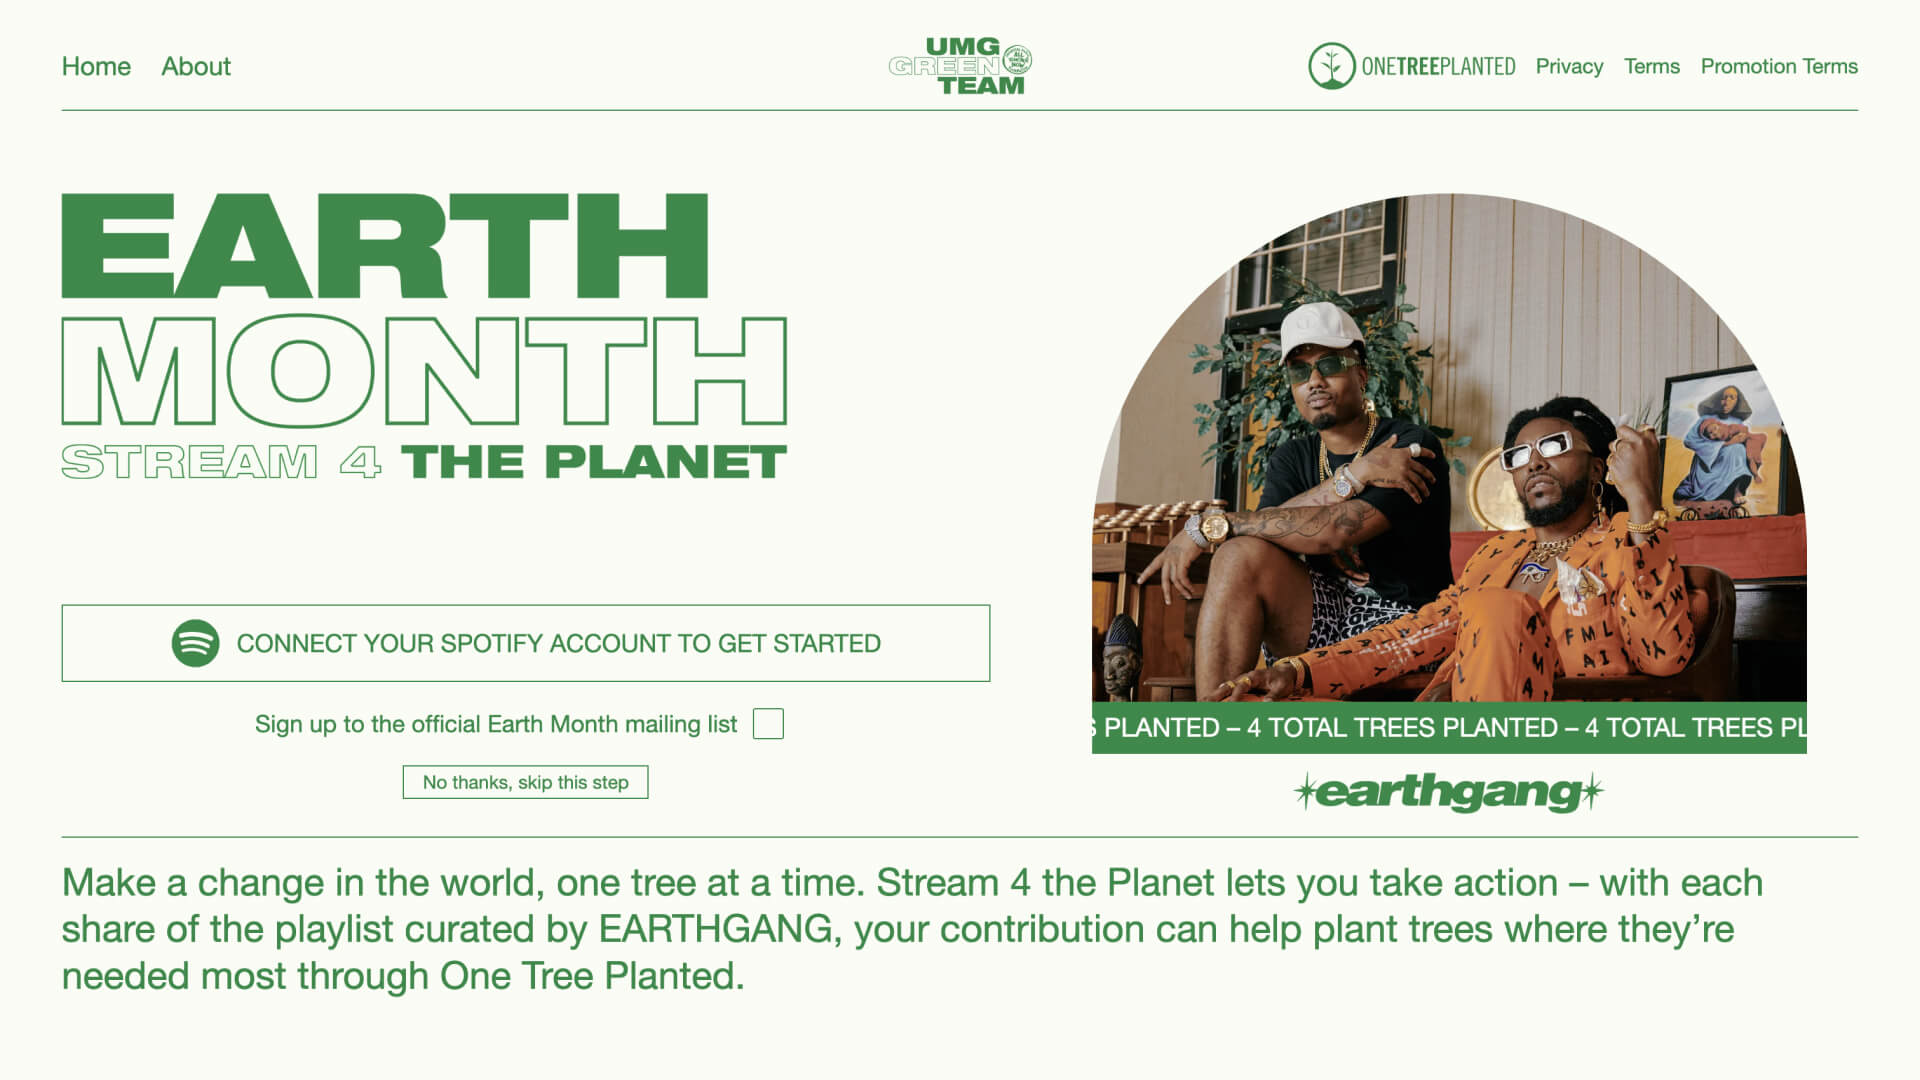 Home
About
UMG
GREEN
TEAM
ONETREEPLANTED
Privacy
Terms
Promotion Terms
EARTH
MONTH
STREAM 4 THE PLANET
CONNECT YOUR SPOTIFY ACCOUNT TO GET STARTED
Sign up to the official Earth Month mailing list
No thanks, skip this step
PLANTED – 4 TOTAL TREES PLANTED – 4 TOTAL TREES
earthgang
Make a change in the world, one tree at a time. Stream 4 the Planet lets you take action – with each
share of the playlist curated by EARTHGANG, your contribution can help plant trees where they’re
needed most through One Tree Planted.